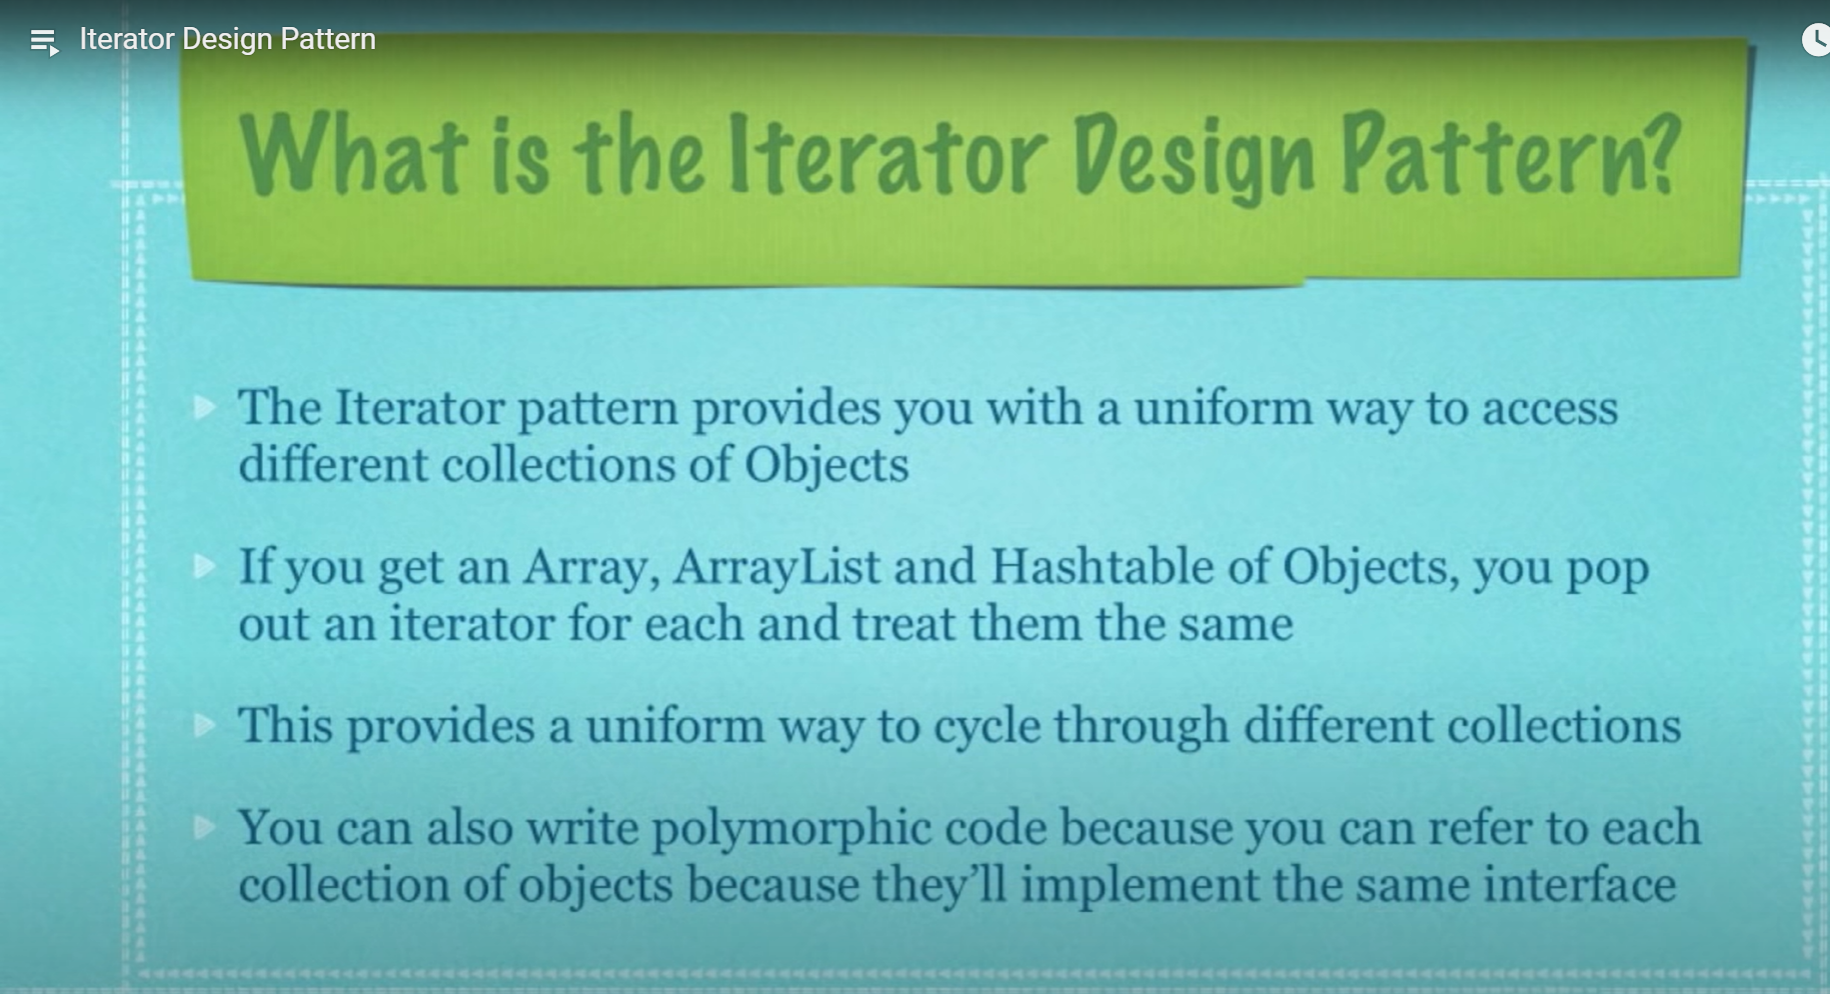 Iterator Design Pattern
What is the Iterator Design Pattern?
The Iterator pattern provides you with a uniform way to access
different collections of Objects
If you get an Array, ArrayList and Hashtable of Objects, you pop
out an iterator for each and treat them the same
This provides a uniform way to cycle through different collections
You can also write polymorphic code because you can refer to each
collection of objects because they’ll implement the same interface